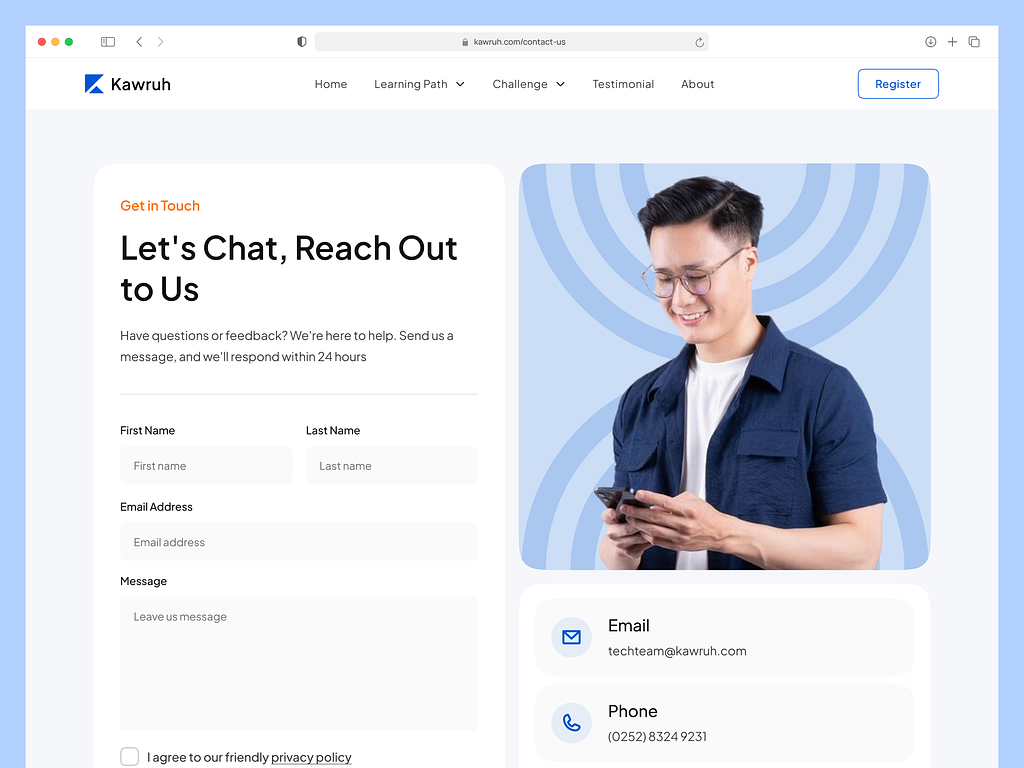 kawruh.com/contact-us
Kawruh
Home
Learning Path
Challenge
Testimonial
About
Register
Get in Touch
Let's Chat, Reach Out
to Us
Have questions or feedback? We're here to help. Send us a
message, and we'll respond within 24 hours
First Name
Last Name
First name
Last name
Email Address
Email address
Message
Leave us message
I agree to our friendly privacy policy
Email
techteam@kawruh.com
Phone
(0252) 8324 9231